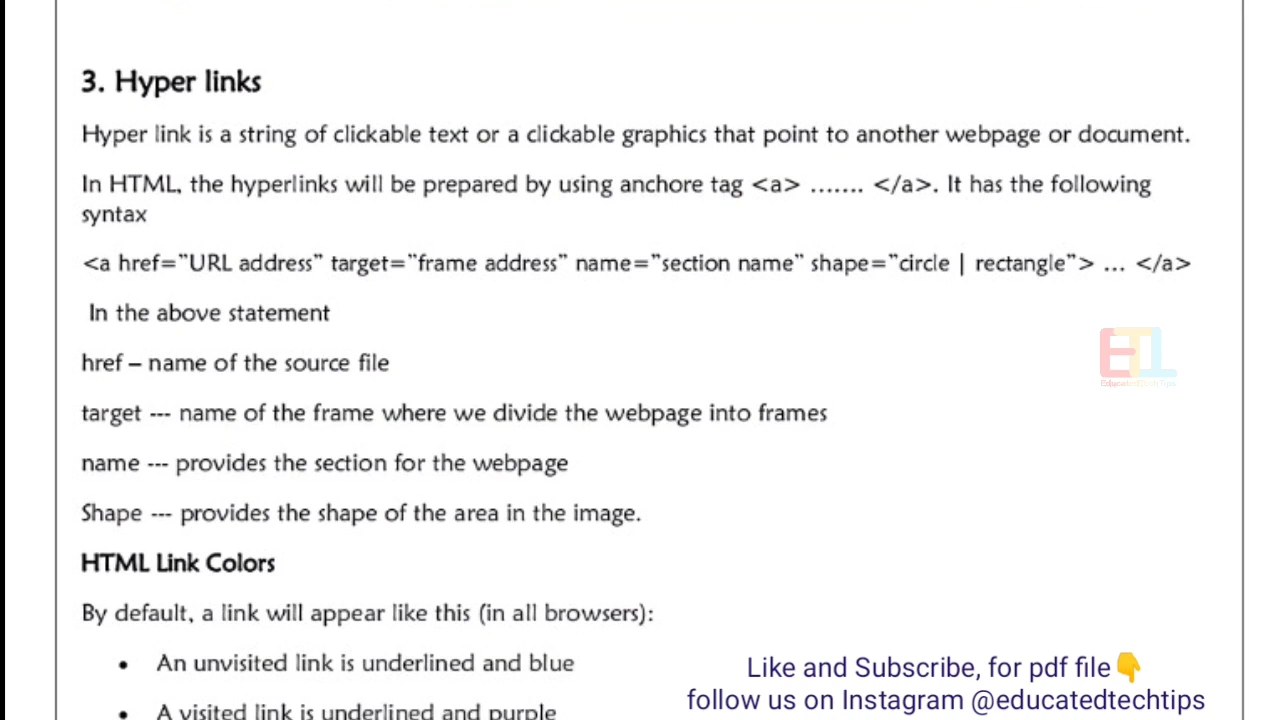 3. Hyper links
Hyper link is a string of clickable text or a clickable graphics that point to another webpage or document.
In HTML, the hyperlinks will be prepared by using anchore tag <a> ....... </a>. It has the following
syntax
<a href="URL address" target="frame address" name="section name" shape="circle | rectangle"> ... </a>
In the above statement
href – name of the source file
target --- name of the frame where we divide the webpage into frames
name --- provides the section for the webpage
Shape --- provides the shape of the area in the image.
ETL
EducatedTechTips
HTML Link Colors
By default, a link will appear like this (in all browsers):
• An unvisited link is underlined and blue
• A visited link is underlined and purple
Like and Subscribe, for pdf file👇
follow us on Instagram @educatedtechtips